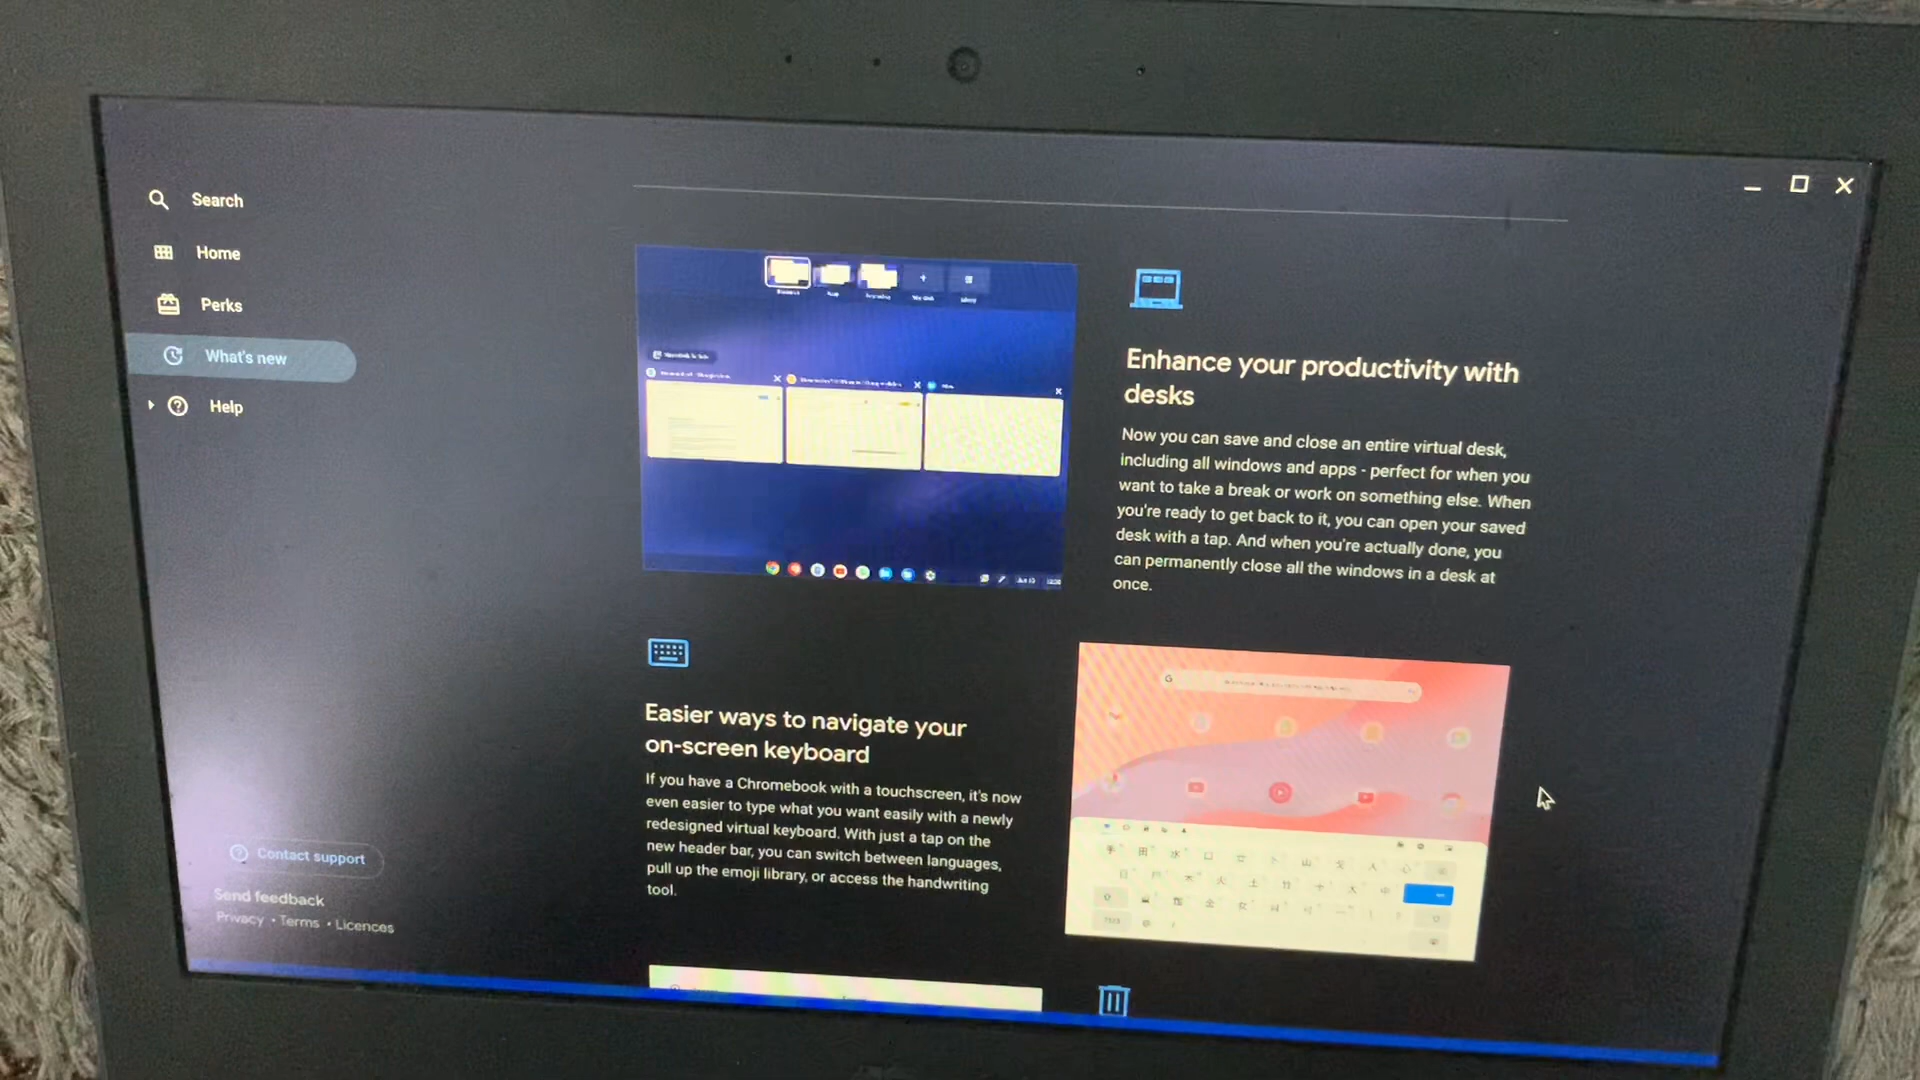 Search
Home
Perks
What's new
Help
Enhance your productivity with
desks
Now you can save and close an entire virtual desk,
including all windows and apps - perfect for when you
want to take a break or work on something else. When
you're ready to get back to it, you can open your saved
desk with a tap. And when you're actually done, you
can permanently close all the windows in a desk at
once.
Easier ways to navigate your
on-screen keyboard
If you have a Chromebook with a touchscreen, it's now
even easier to type what you want easily with a newly
redesigned virtual keyboard. With just a tap on the
new header bar, you can switch between languages,
pull up the emoji library, or access the handwriting
tool.
Contact support
Send feedback
Privacy • Terms • Licences